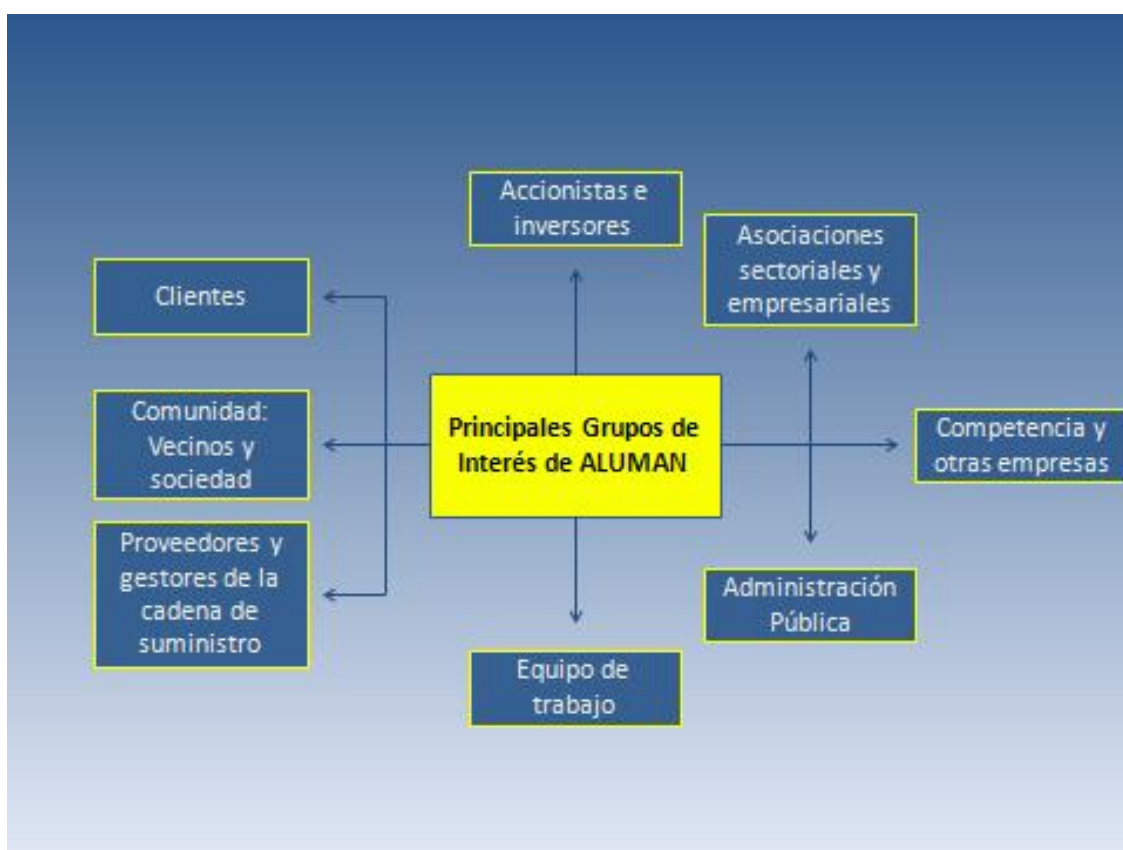 Accionistas e
inversores
Asociaciones
sectoriales y
empresariales
Clientes
Comunidad:
Vecinos y
sociedad
Principales Grupos de
Interés de ALUMAN
Competencia y
otras empresas
Proveedores y
gestores de la
cadena de
suministro
Administración
Pública
Equipo de
trabajo